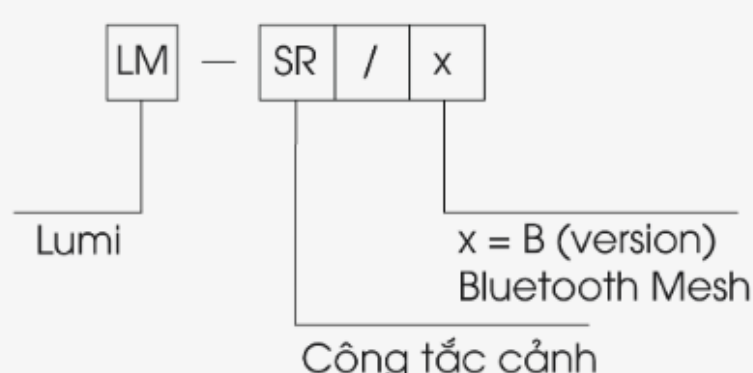 LM — SR / x
Lumi
x = B (version)
Bluetooth Mesh
Công tắc cảnh